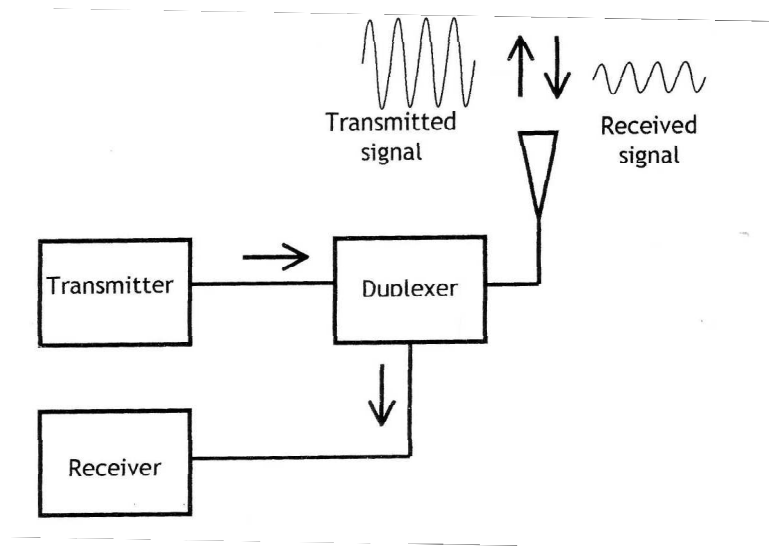 Transmitted
signal
Received
signal
Transmitter
Duplexer
Receiver